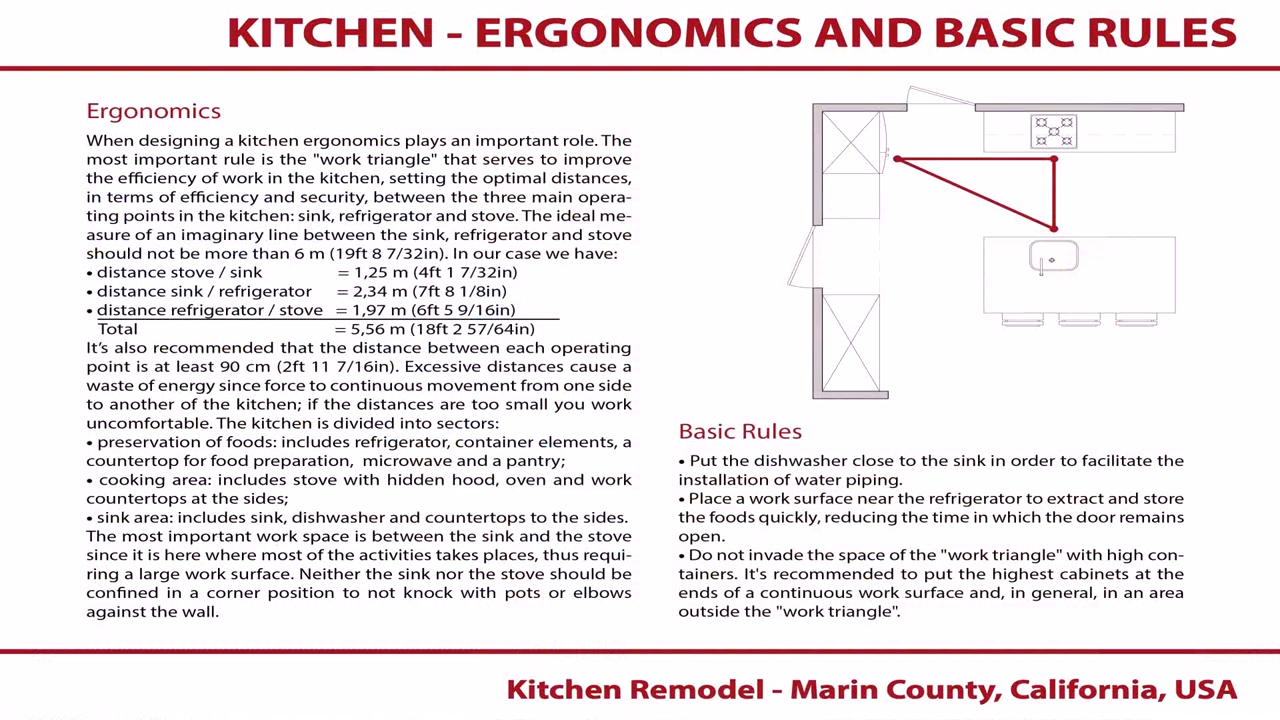 KITCHEN - ERGONOMICS AND BASIC RULES
Ergonomics
When designing a kitchen ergonomics plays an important role. The
most important rule is the "work triangle" that serves to improve
the efficiency of work in the kitchen, setting the optimal distances,
in terms of efficiency and security, between the three main opera-
ting points in the kitchen: sink, refrigerator and stove. The ideal me-
asure of an imaginary line between the sink, refrigerator and stove
should not be more than 6 m (19ft 8 7/32in). In our case we have:
• distance stove / sink = 1,25 m (4ft 1 7/32in)
• distance sink / refrigerator = 2,34 m (7ft 8 1/8in)
• distance refrigerator / stove = 1,97 m (6ft 5 9/16in)
Total = 5,56 m (18ft 2 57/64in)
It's also recommended that the distance between each operating
point is at least 90 cm (2ft 11 7/16in). Excessive distances cause a
waste of energy since force to continuous movement from one side
to another of the kitchen; if the distances are too small you work
uncomfortable. The kitchen is divided into sectors:
• preservation of foods: includes refrigerator, container elements, a
countertop for food preparation, microwave and a pantry;
• cooking area: includes stove with hidden hood, oven and work
countertops at the sides;
• sink area: includes sink, dishwasher and countertops to the sides.
The most important work space is between the sink and the stove
since it is here where most of the activities takes places, thus requi-
ring a large work surface. Neither the sink nor the stove should be
confined in a corner position to not knock with pots or elbows
against the wall.
Basic Rules
• Put the dishwasher close to the sink in order to facilitate the
installation of water piping.
• Place a work surface near the refrigerator to extract and store
the foods quickly, reducing the time in which the door remains
open.
• Do not invade the space of the "work triangle" with high con-
tainers. It's recommended to put the highest cabinets at the
ends of a continuous work surface and, in general, in an area
outside the "work triangle".
Kitchen Remodel - Marin County, California, USA